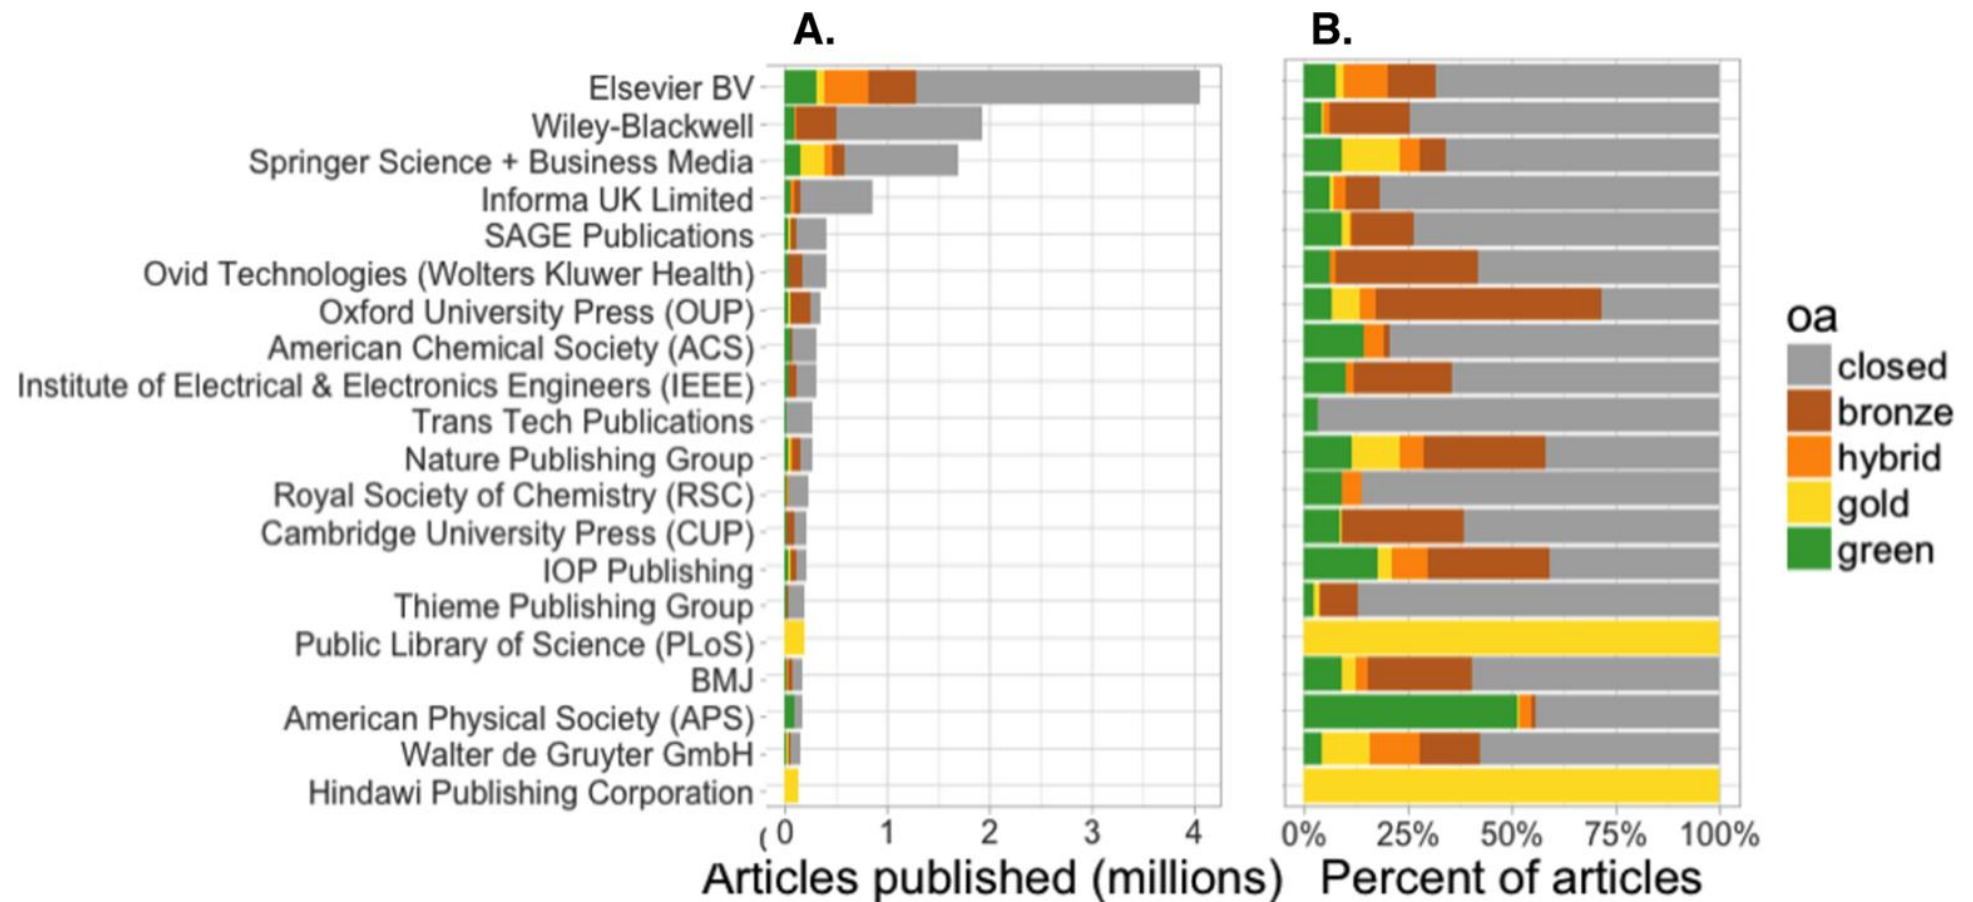 A.
B.
Elsevier BV
Wiley-Blackwell
Springer Science + Business Media
Informa UK Limited
SAGE Publications
Ovid Technologies (Wolters Kluwer Health)
Oxford University Press (OUP)
American Chemical Society (ACS)
Institute of Electrical & Electronics Engineers (IEEE)
Trans Tech Publications
Nature Publishing Group
Royal Society of Chemistry (RSC)
Cambridge University Press (CUP)
IOP Publishing
Thieme Publishing Group
Public Library of Science (PLoS)
BMJ
American Physical Society (APS)
Walter de Gruyter GmbH
Hindawi Publishing Corporation
( 0 1 2 3 4
Articles published (millions)
0% 25% 50% 75% 100%
Percent of articles
oa
closed
bronze
hybrid
gold
green